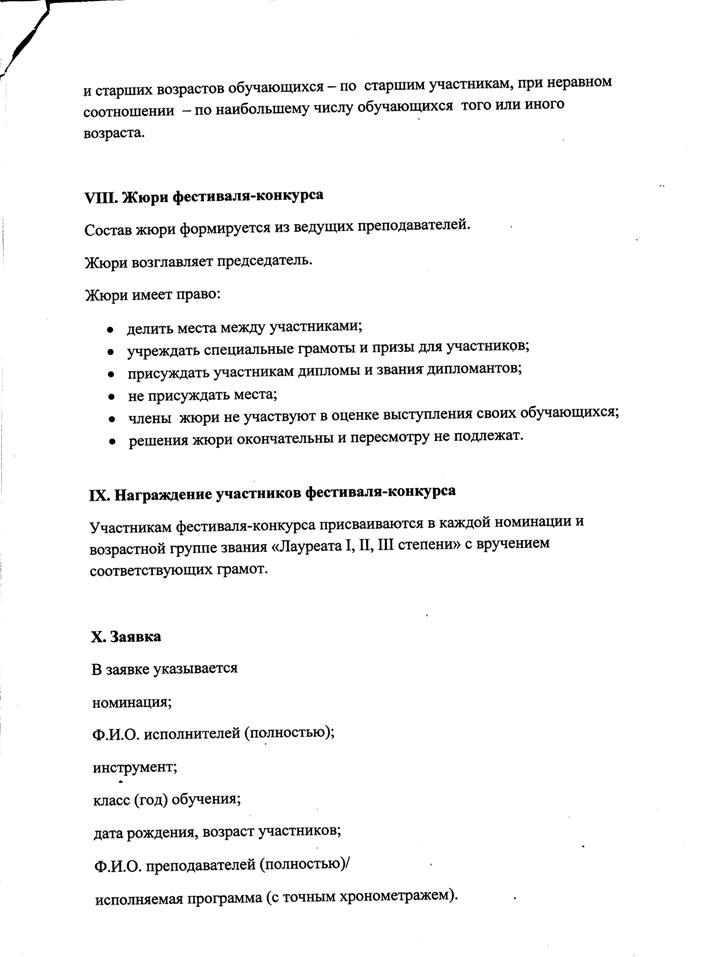 и старших возрастов обучающихся – по  старшим участникам, при неравном
соотношении  – по наибольшему числу обучающихся  того или иного
возраста.
VIII. Жюри фестиваля-конкурса
Состав жюри формируется из ведущих преподавателей.
Жюри возглавляет председатель.
Жюри имеет право:
• делить места между участниками;
• учреждать специальные грамоты и призы для участников;
• присуждать участникам дипломы и звания дипломантов;
• не присуждать места;
• члены  жюри не участвуют в оценке выступления своих обучающихся;
• решения жюри окончательны и пересмотру не подлежат.
IX. Награждение участников фестиваля-конкурса
Участникам фестиваля-конкурса присваиваются в каждой номинации и
возрастной группе звания «Лауреата I, II, III степени» с вручением
соответствующих грамот.
X. Заявка
В заявке указывается
номинация;
Ф.И.О. исполнителей (полностью);
инструмент;
класс (год) обучения;
дата рождения, возраст участников;
Ф.И.О. преподавателей (полностью)/
исполняемая программа (с точным хронометражем).